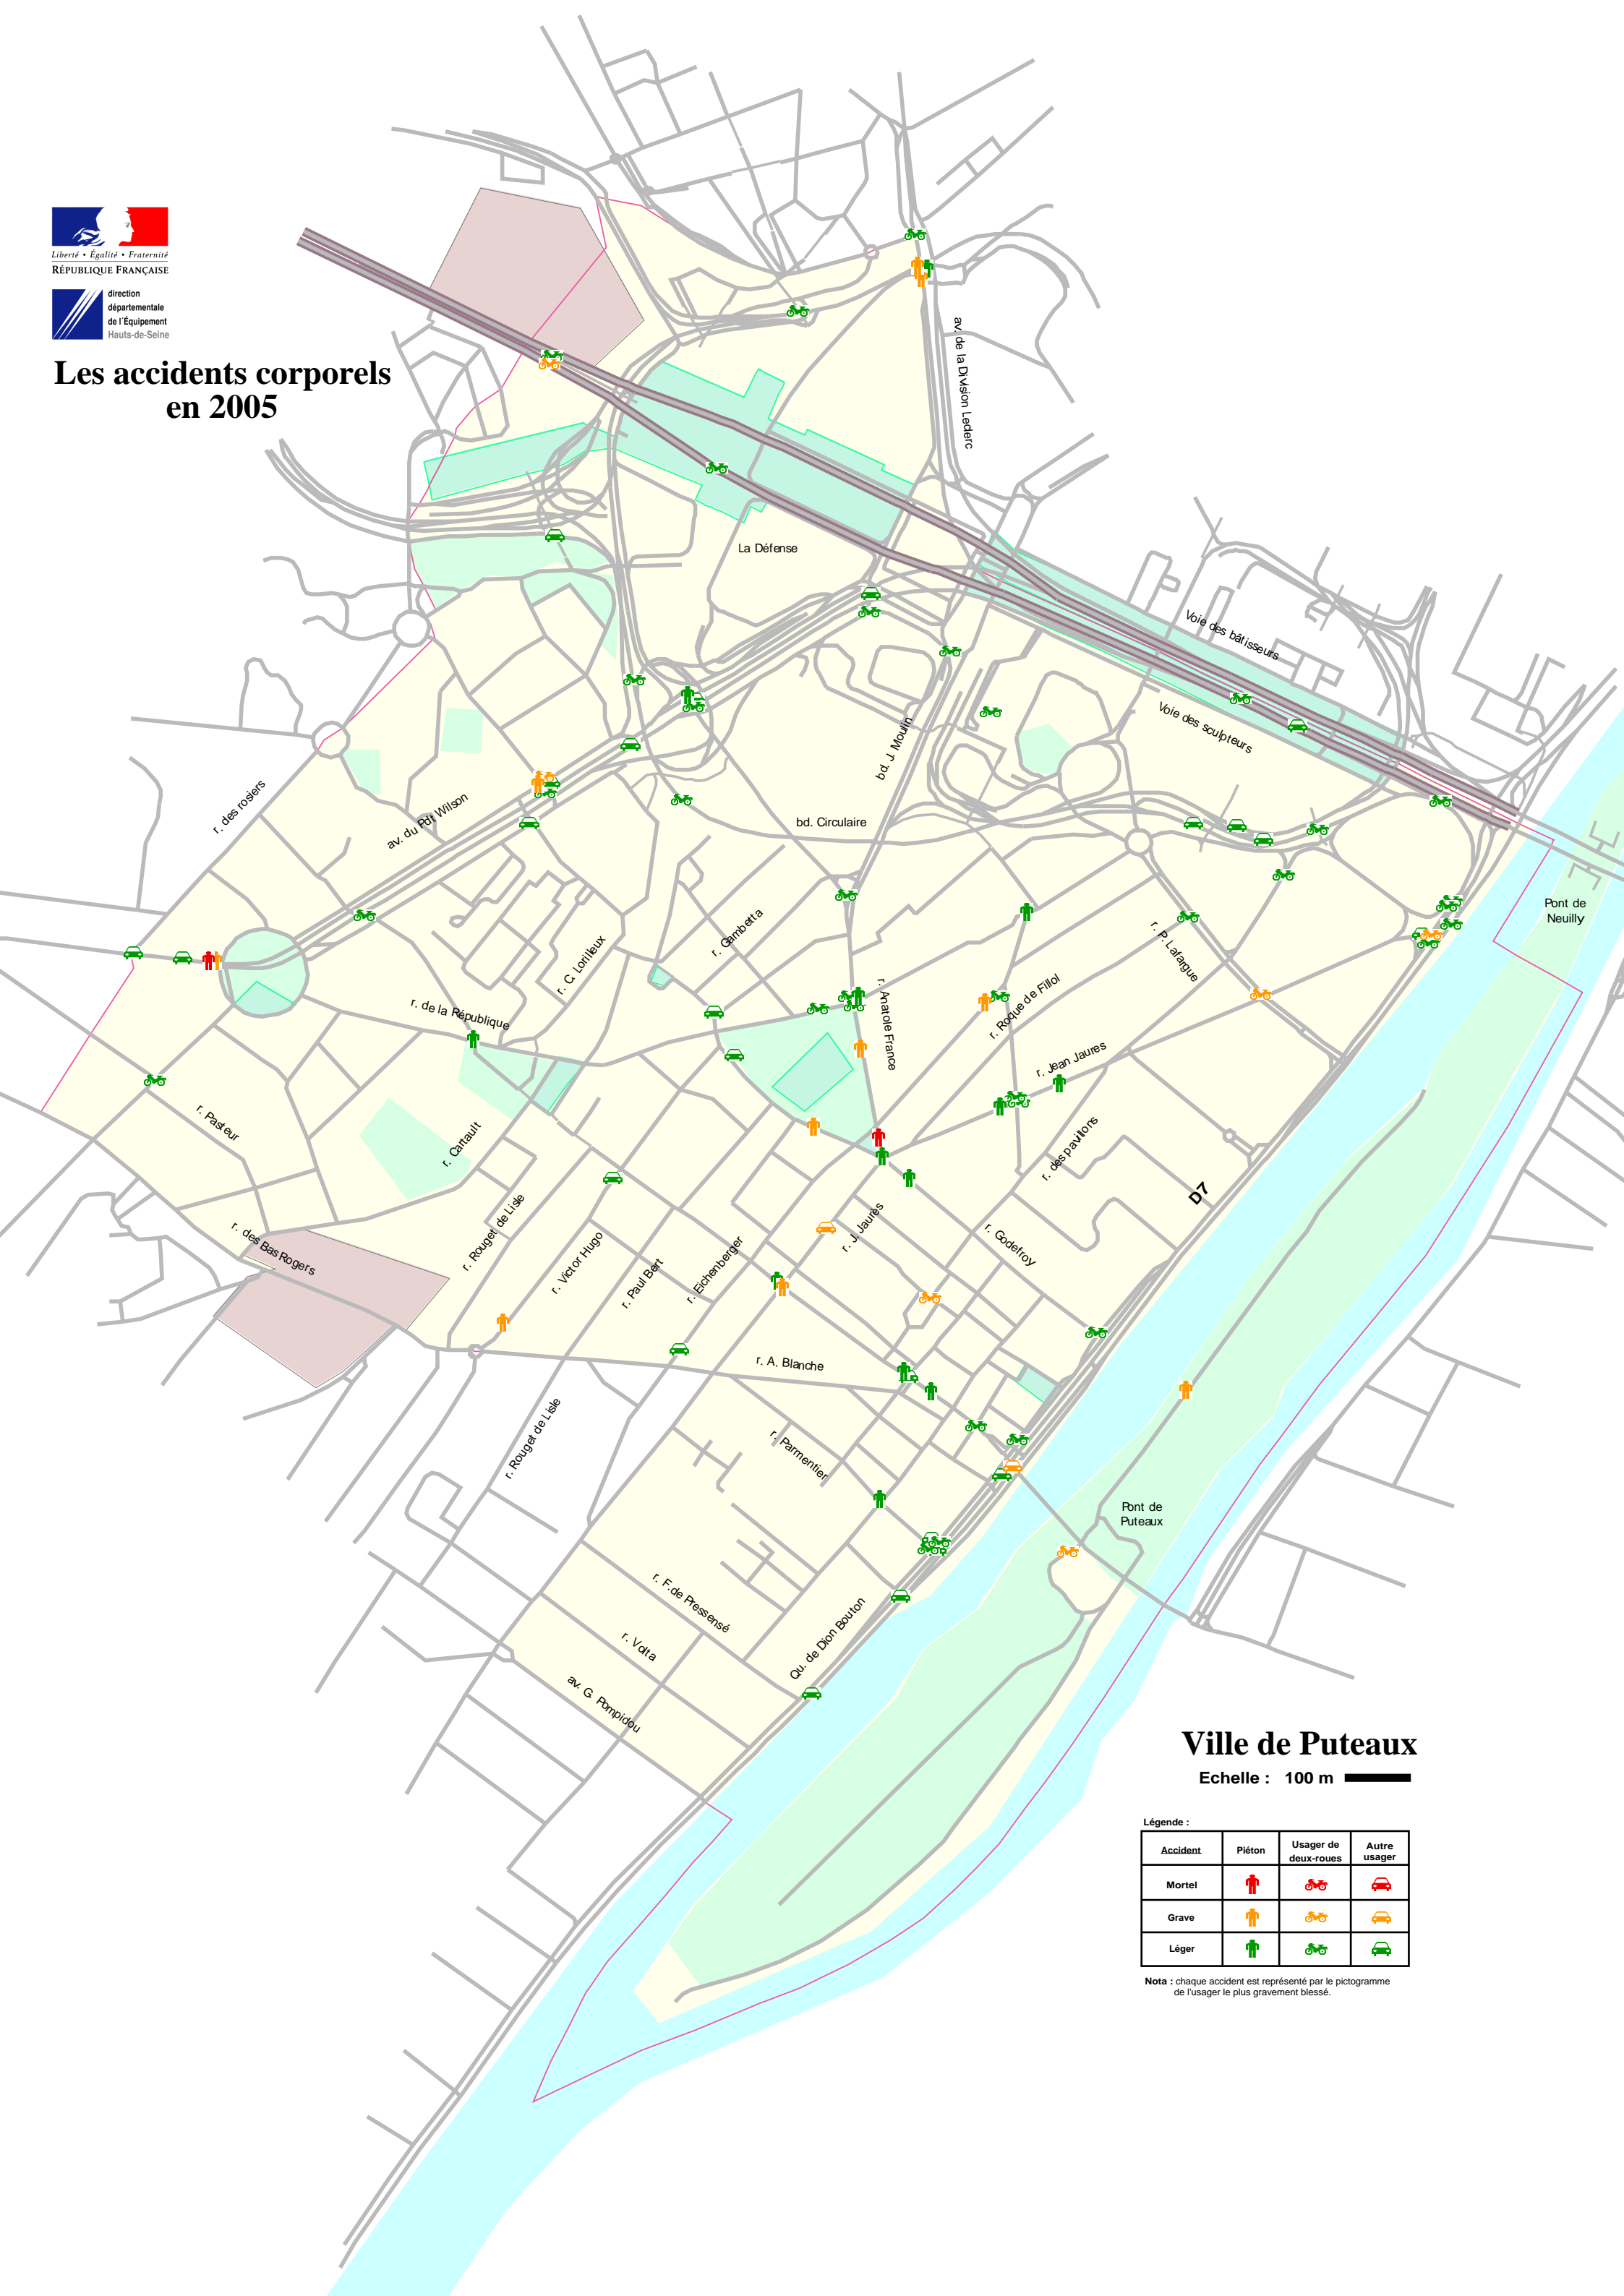 Liberté • Égalité • Fraternité
RÉPUBLIQUE FRANÇAISE
direction
départementale
de l'Équipement
Hauts-de-Seine
Les accidents corporels
en 2005
av. de la Division Leclerc
La Défense
Voie des bâtisseurs
Voie des sculpteurs
bd. J. Moulin
r. des rosiers
av. du Pdt Wilson
bd. Circulaire
Pont de
Neuilly
r. Gambetta
r. P. Lafargue
r. C. Lorilleux
r. de la République
r. Anatole France
r. Roque de Fillol
r. Jean Jaures
r. Pasteur
r. Cartault
r. des pavillons
D7
r. des Bas Rogers
r. Rouget de Lisle
r. Victor Hugo
r. Paul Bert
r. Eichenberger
r. J. Jaures
r. Godefroy
r. A. Blanche
r. Rouget de Lisle
r. Parmentier
Pont de
Puteaux
r. F. de Pressensé
r. Volta
Qu. de Dion Bouton
av. G. Pompidou
Ville de Puteaux
Echelle : 100 m
Légende :
Accident Piéton Usager de deux-roues Autre usager
Mortel
Grave
Léger
Nota : chaque accident est représenté par le pictogramme
de l'usager le plus gravement blessé.